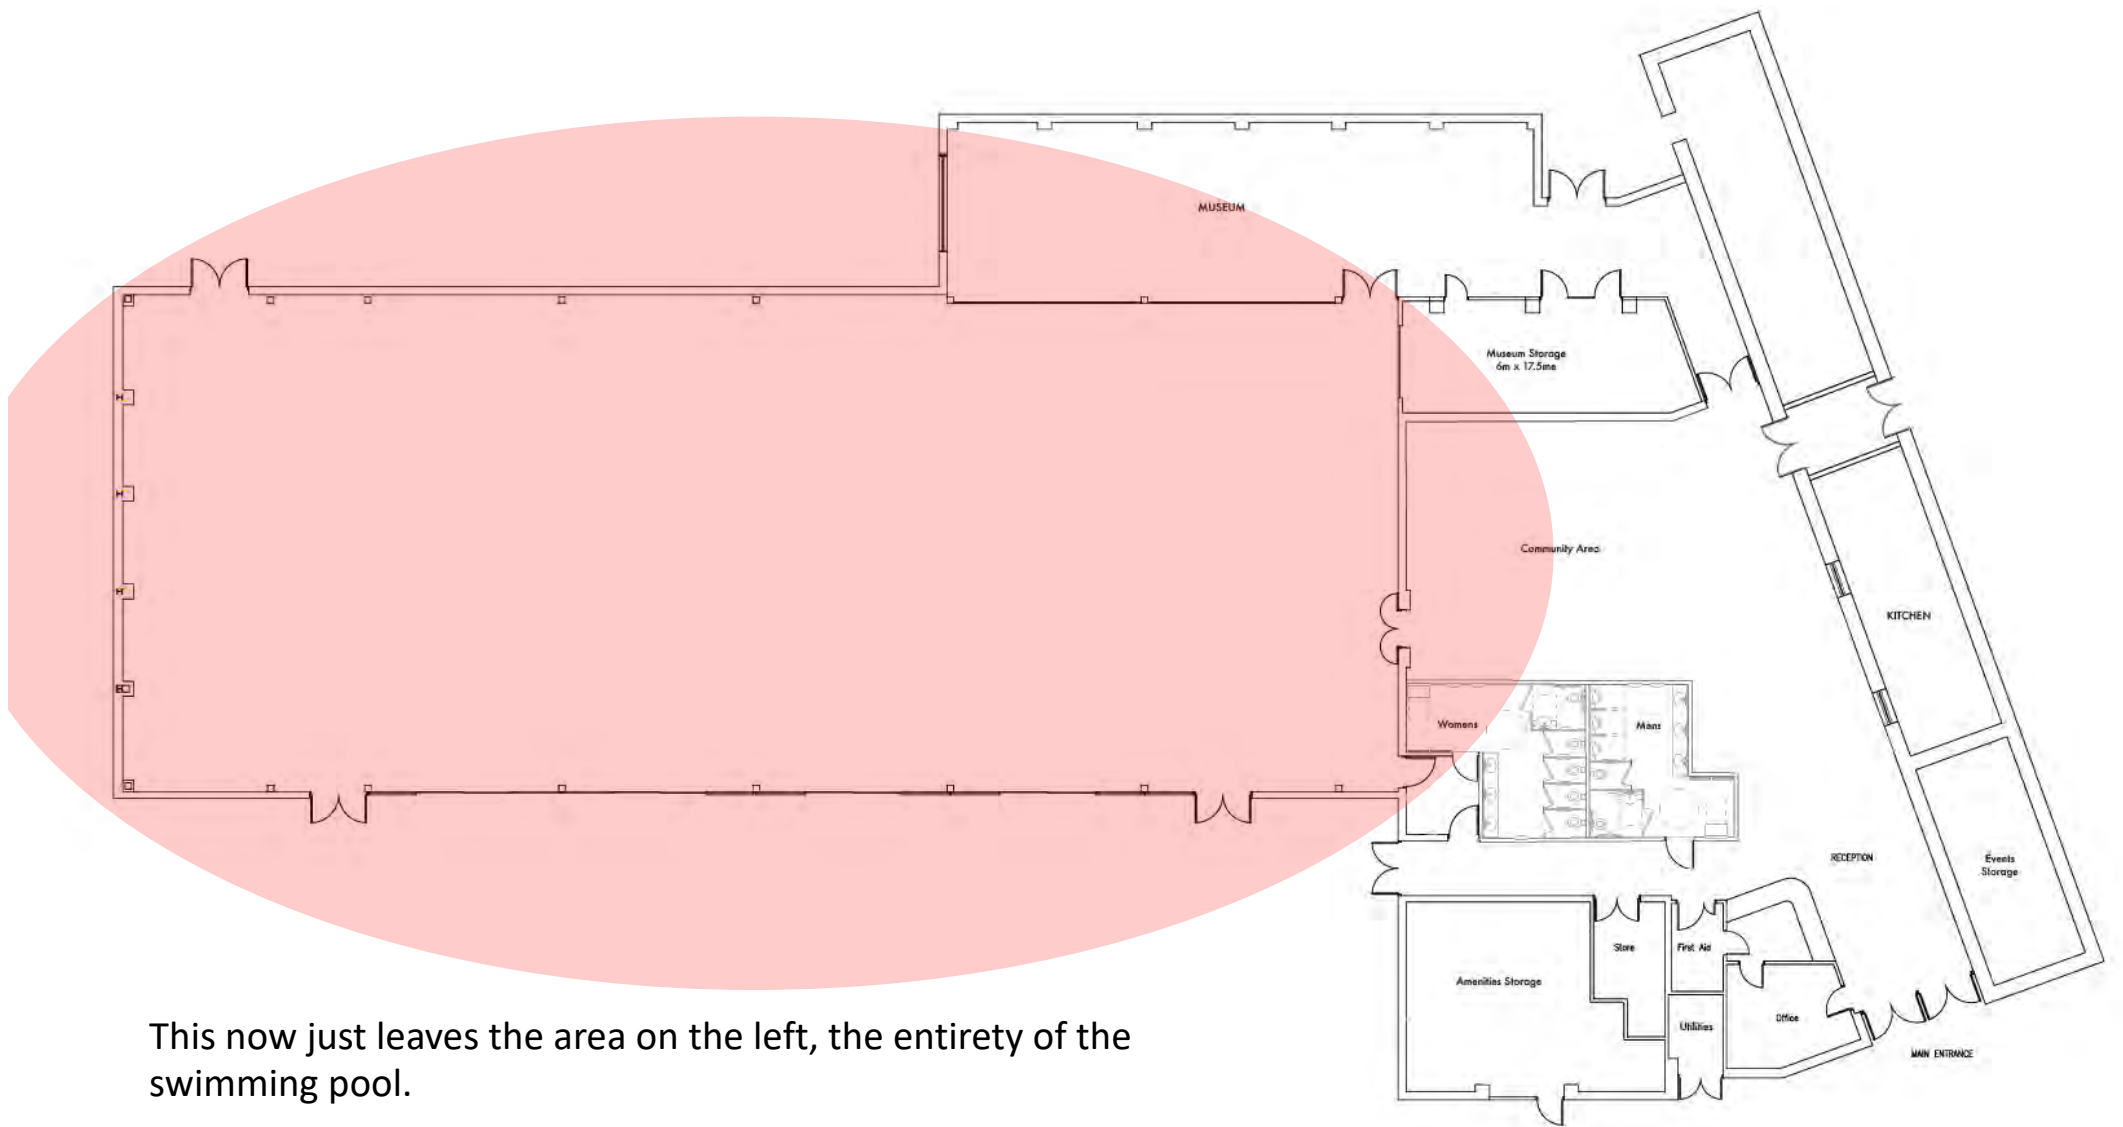 MUSEUM
Museum Storage
6m x 17.5me
Community Area
KITCHEN
Womens
Mens
RECEPTION
Events
Storage
Store
First Aid
Amenities Storage
Office
Utilities
MAIN ENTRANCE
This now just leaves the area on the left, the entirety of the
swimming pool.